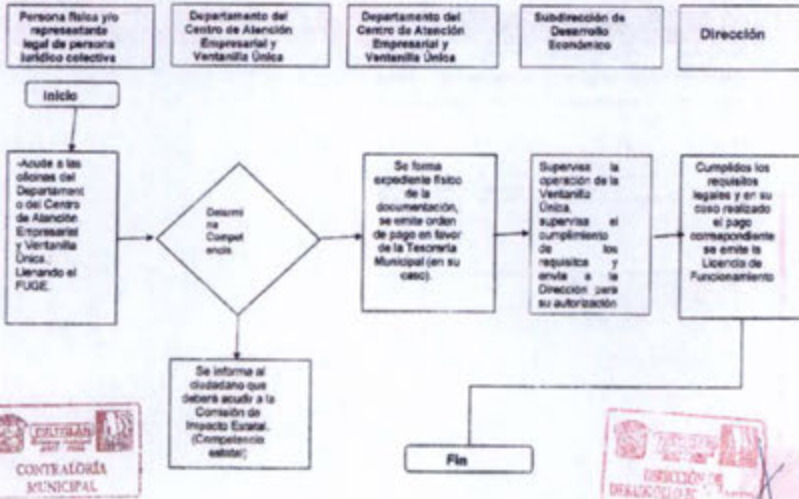 Persona física y/o
representante
legal de persona
jurídico colectiva
Departamento del
Centro de Atención
Empresarial y
Ventanilla Única
Departamento del
Centro de Atención
Empresarial y
Ventanilla Única
Subdirección de
Desarrollo
Económico
Dirección
Inicio
-Acude a las
oficinas del
Departament
o del Centro
de Atención
Empresarial
y Ventanilla
Única.;
Llenando el
FUGE.
Determi
na
Compet
encia
Se forma
expediente físico
de la
documentación,
se emite orden
de pago en favor
de la Tesorería
Municipal (en su
caso).
Supervisa la
operación de la
Ventanilla
Única,
supervisa el
cumplimiento
de los
requisitos y
envía a la
Dirección para
su autorización
Cumplidos los
requisitos
legales y en su
caso realizado
el pago
correspondiente
se emite la
Licencia de
Funcionamiento
Se informa al
ciudadano que
deberá acudir a la
Comisión de
Impacto Estatal.
(Competencia
estatal)
Fin
CONTRALORÍA
MUNICIPAL
DIRECCIÓN DE